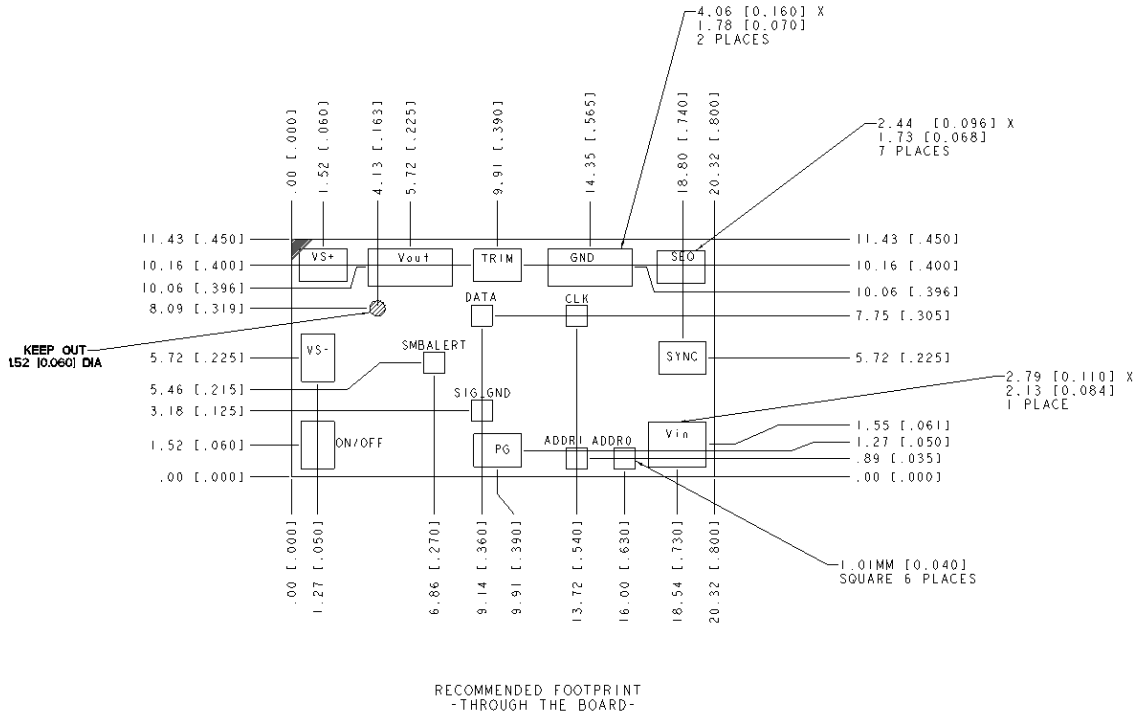 4.06 [0.160] X
1.78 [0.070]
2 PLACES
.00 [.000]
1.52 [.060]
4.13 [.163]
5.72 [.225]
9.91 [.390]
14.35 [.565]
18.80 [.740]
20.32 [.800]
2.44 [0.096] X
1.73 [0.068]
7 PLACES
11.43 [.450]
10.16 [.400]
10.06 [.396]
8.09 [.319]
KEEP OUT
1.52 [0.060] DIA
5.72 [.225]
5.46 [.215]
3.18 [.125]
1.52 [.060]
.00 [.000]
VS+
Vout
TRIM
GND
SEQ
DATA
CLK
VS-
SMBALERT
SYNC
SIG_GND
ON/OFF
PG
ADDR1
ADDR0
Vin
11.43 [.450]
10.16 [.400]
10.06 [.396]
7.75 [.305]
5.72 [.225]
2.79 [0.110] X
2.13 [0.084]
1 PLACE
1.55 [.061]
1.27 [.050]
.89 [.035]
.00 [.000]
.00 [.000]
1.27 [.050]
6.86 [.270]
9.14 [.360]
9.91 [.390]
13.72 [.540]
16.00 [.630]
18.54 [.730]
20.32 [.800]
1.01MM [0.040]
SQUARE 6 PLACES
RECOMMENDED FOOTPRINT
-THROUGH THE BOARD-